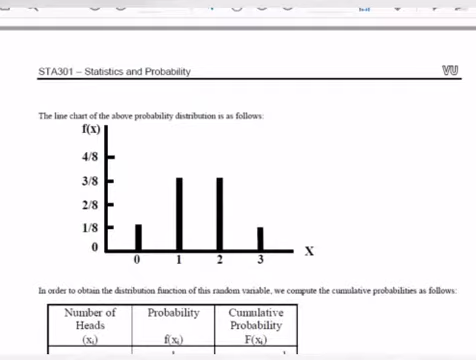 STA301 – Statistics and Probability
VU
The line chart of the above probability distribution is as follows:
f(x)
4/8
3/8
2/8
1/8
0
0 1 2 3
X
In order to obtain the distribution function of this random variable, we compute the cumulative probabilities as follows:
Number of Heads (xᵢ)
Probability f(xᵢ)
Cumulative Probability F(xᵢ)